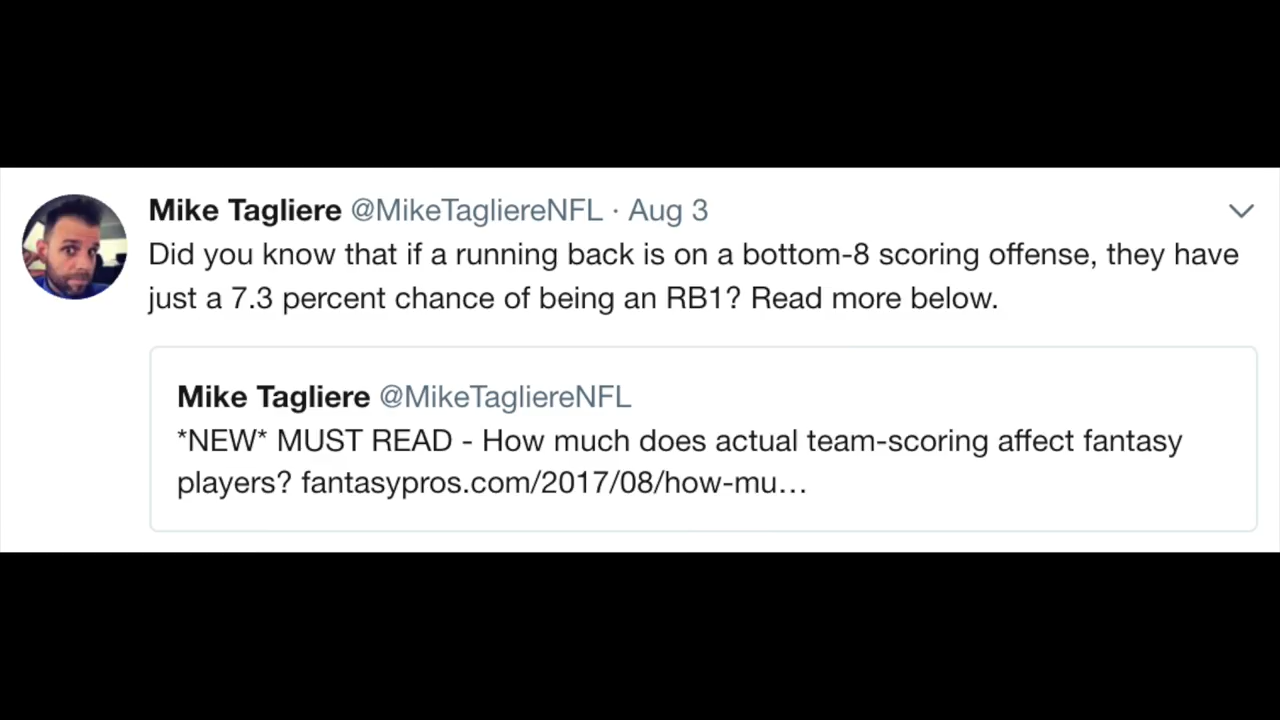 Mike Tagliere @MikeTagliereNFL · Aug 3
Did you know that if a running back is on a bottom-8 scoring offense, they have
just a 7.3 percent chance of being an RB1? Read more below.
Mike Tagliere @MikeTagliereNFL
*NEW* MUST READ - How much does actual team-scoring affect fantasy
players? fantasypros.com/2017/08/how-mu…